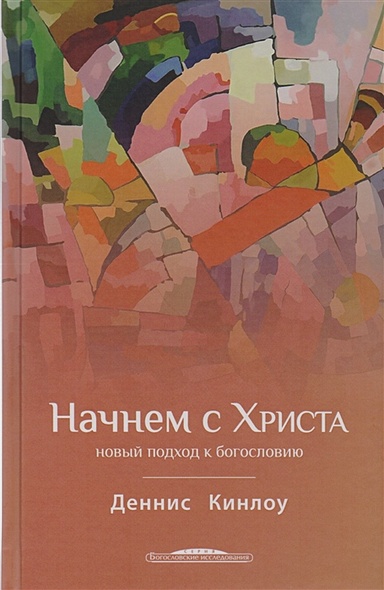 Начнем с Христа
новый подход к богословию
Деннис Кинлоу
СЕРИЯ
Богословские исследования